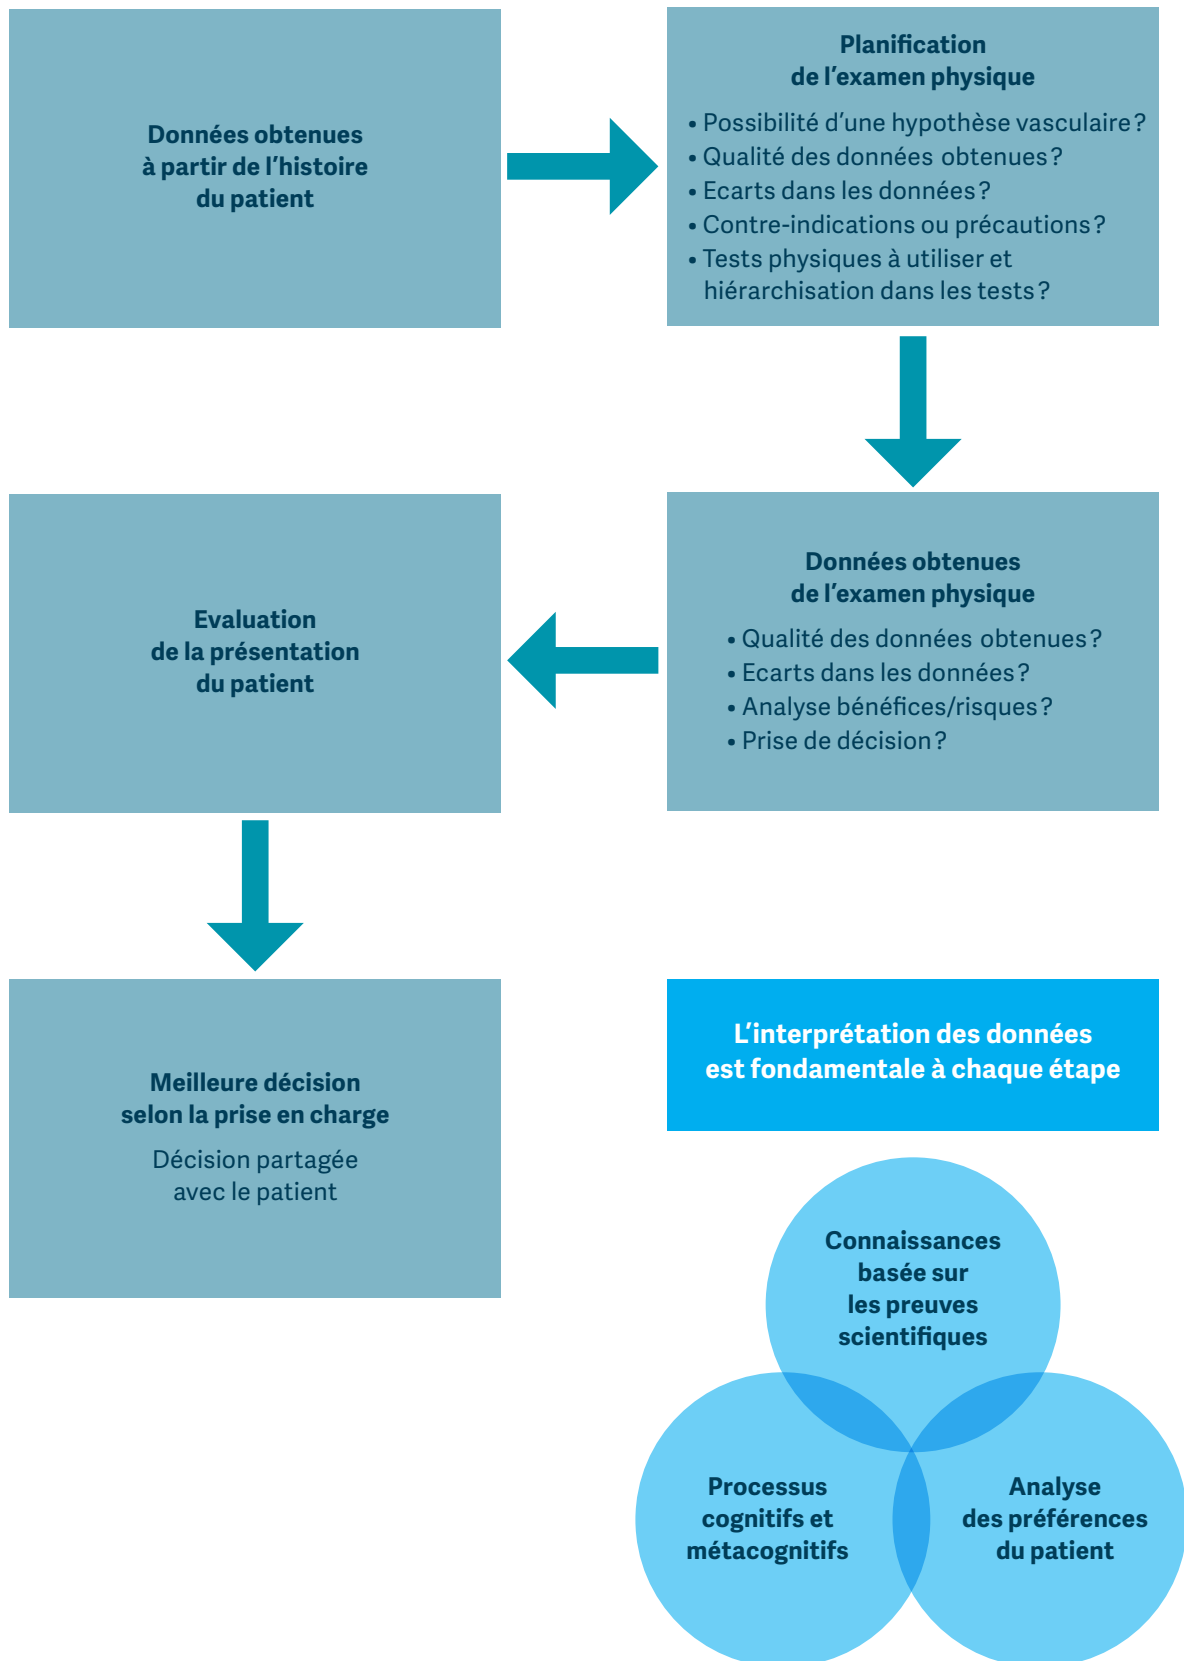 Données obtenues
à partir de l’histoire
du patient
Planification
de l’examen physique
• Possibilité d’une hypothèse vasculaire ?
• Qualité des données obtenues ?
• Ecarts dans les données ?
• Contre-indications ou précautions ?
• Tests physiques à utiliser et
hiérarchisation dans les tests ?
Données obtenues
de l’examen physique
• Qualité des données obtenues ?
• Ecarts dans les données ?
• Analyse bénéfices/risques ?
• Prise de décision ?
Evaluation
de la présentation
du patient
Meilleure décision
selon la prise en charge
Décision partagée
avec le patient
L’interprétation des données
est fondamentale à chaque étape
Connaissances
basée sur
les preuves
scientifiques
Processus
cognitifs et
métacognitifs
Analyse
des préférences
du patient